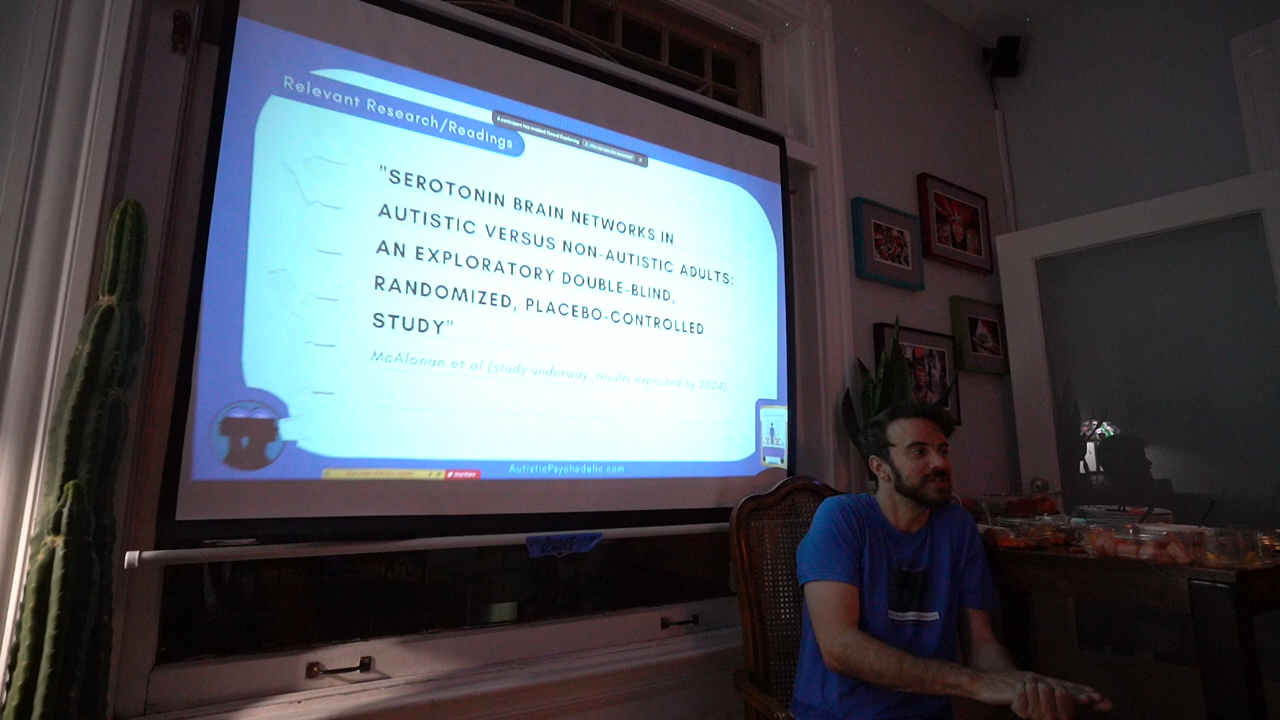 Relevant Research/Readings
"SEROTONIN BRAIN NETWORKS IN
AUTISTIC VERSUS NON-AUTISTIC ADULTS:
AN EXPLORATORY DOUBLE-BLIND,
RANDOMIZED, PLACEBO-CONTROLLED
STUDY"
McAlonan et al (study underway, results expected by 2024)
AutisticPsychedelic.com